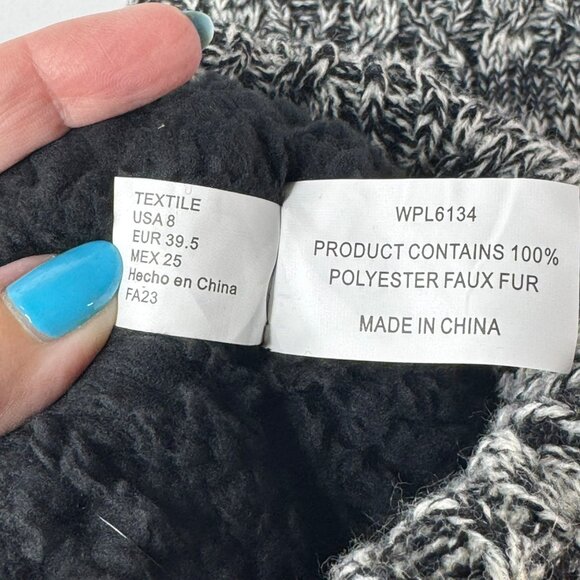 TEXTILE
USA 8
EUR 39.5
MEX 25
Hecho en China
FA23
WPL6134
PRODUCT CONTAINS 100%
POLYESTER FAUX FUR
MADE IN CHINA